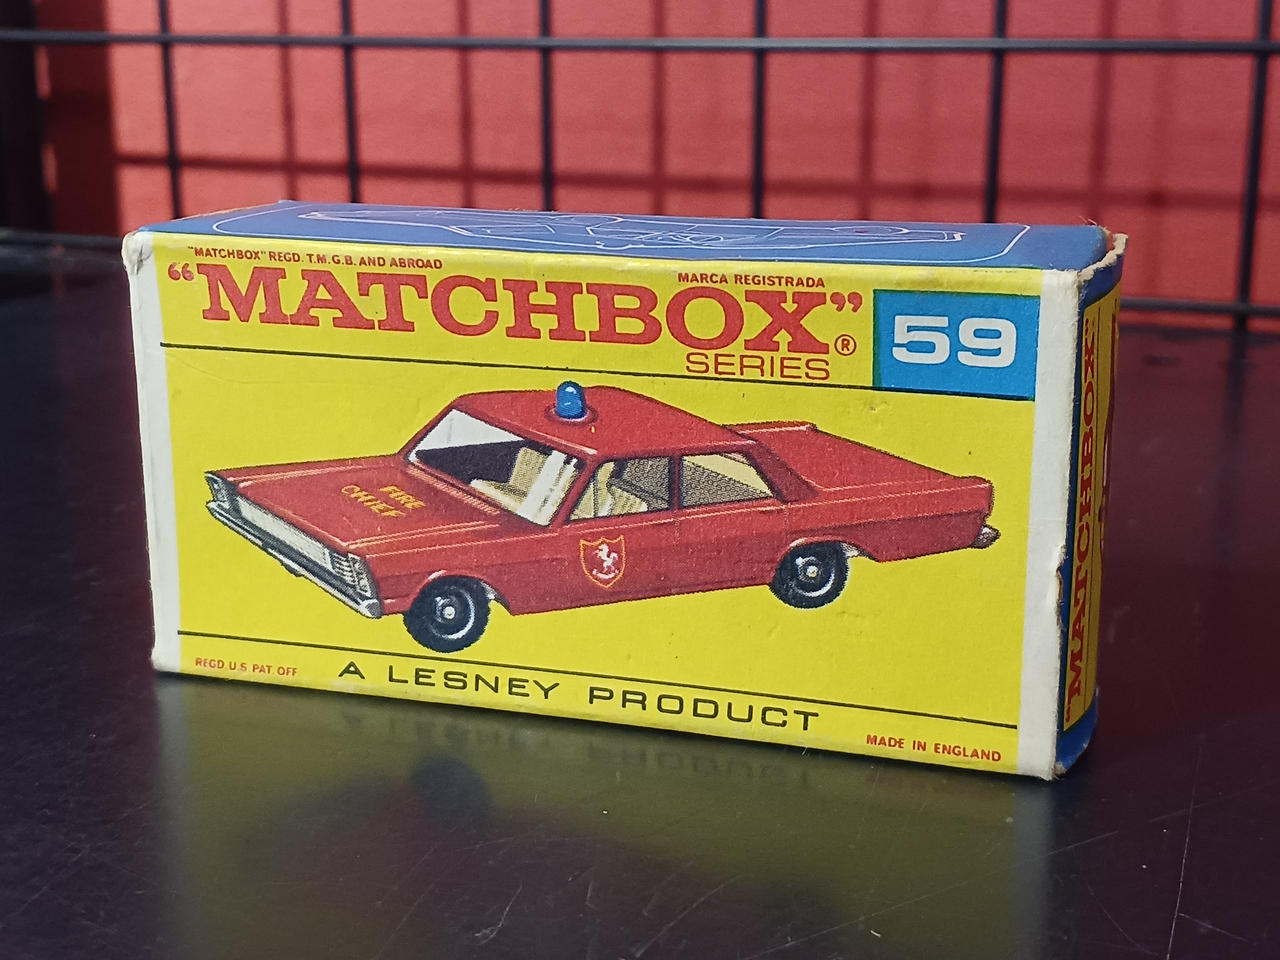 "MATCHBOX" REGD. T.M.G.B. AND ABROAD
MARCA REGISTRADA
"MATCHBOX"®
SERIES
59
FIRE
CHIEF
REGD U.S. PAT. OFF
A LESNEY PRODUCT
MADE IN ENGLAND
"MATCHBOX"